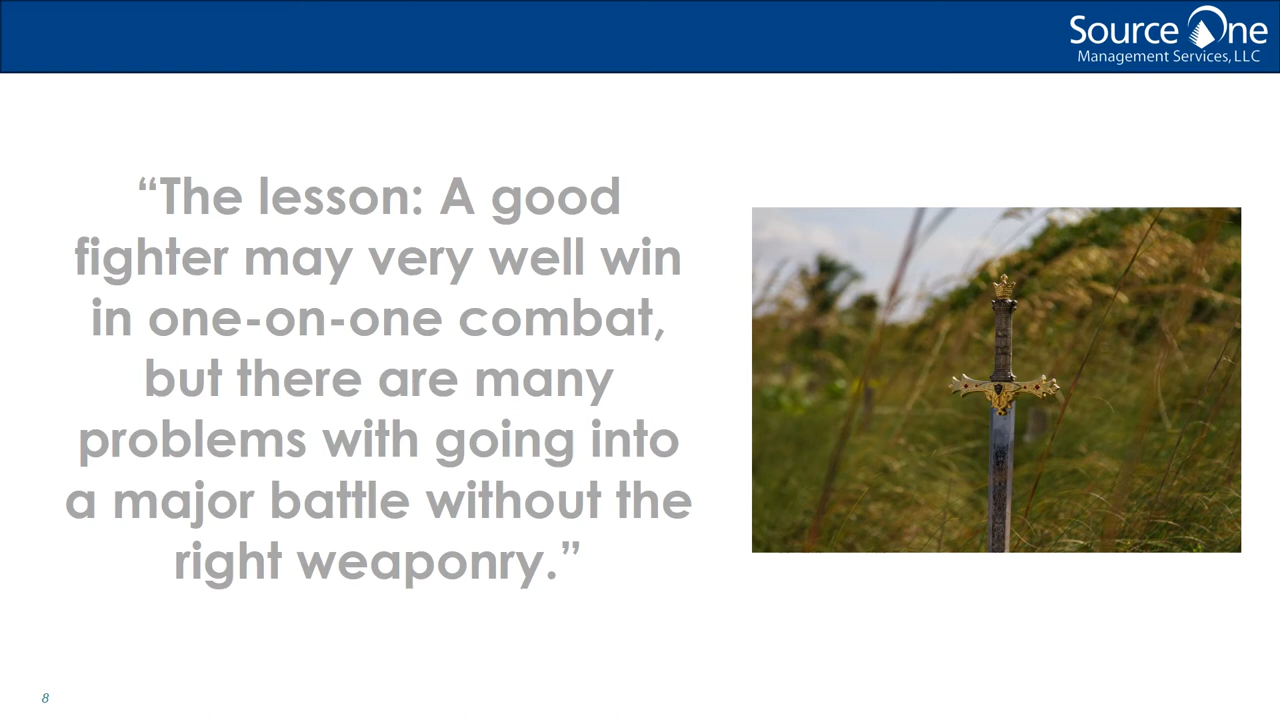 Source One
Management Services, LLC
“The lesson: A good
fighter may very well win
in one-on-one combat,
but there are many
problems with going into
a major battle without the
right weaponry.”
8